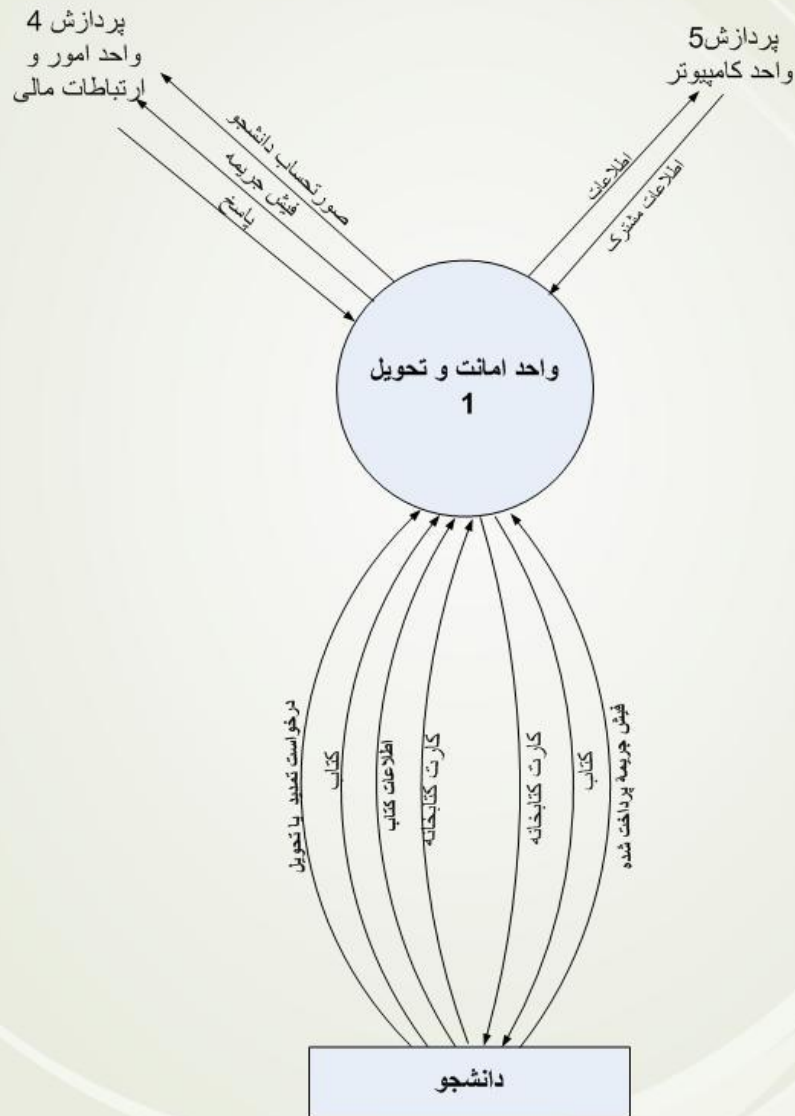 پردازش 4
واحد امور و
ارتباطات مالی
پردازش5
واحد کامپیوتر
صورتحساب دانشجو
فیش جریمه
پاسخ
اطلاعات
اطلاعات مشترک
واحد امانت و تحویل
1
درخواست تمدید یا تحویل
کتاب
اطلاعات کتاب
کارت کتابخانه
کارت کتابخانه
کتاب
فیش جریمه پرداخت شده
دانشجو